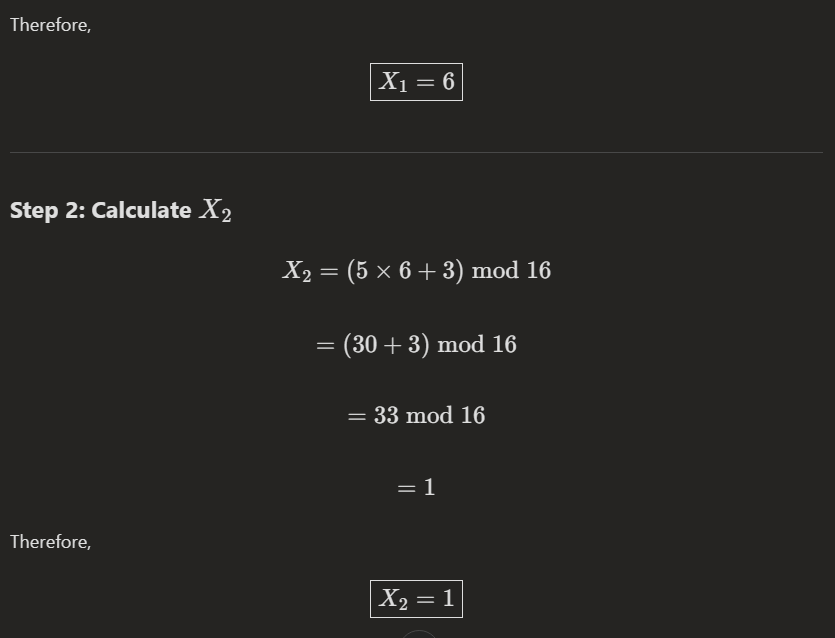 Therefore,
X₁ = 6
Step 2: Calculate X₂
X₂ = (5 × 6 + 3) mod 16
= (30 + 3) mod 16
= 33 mod 16
= 1
Therefore,
X₂ = 1